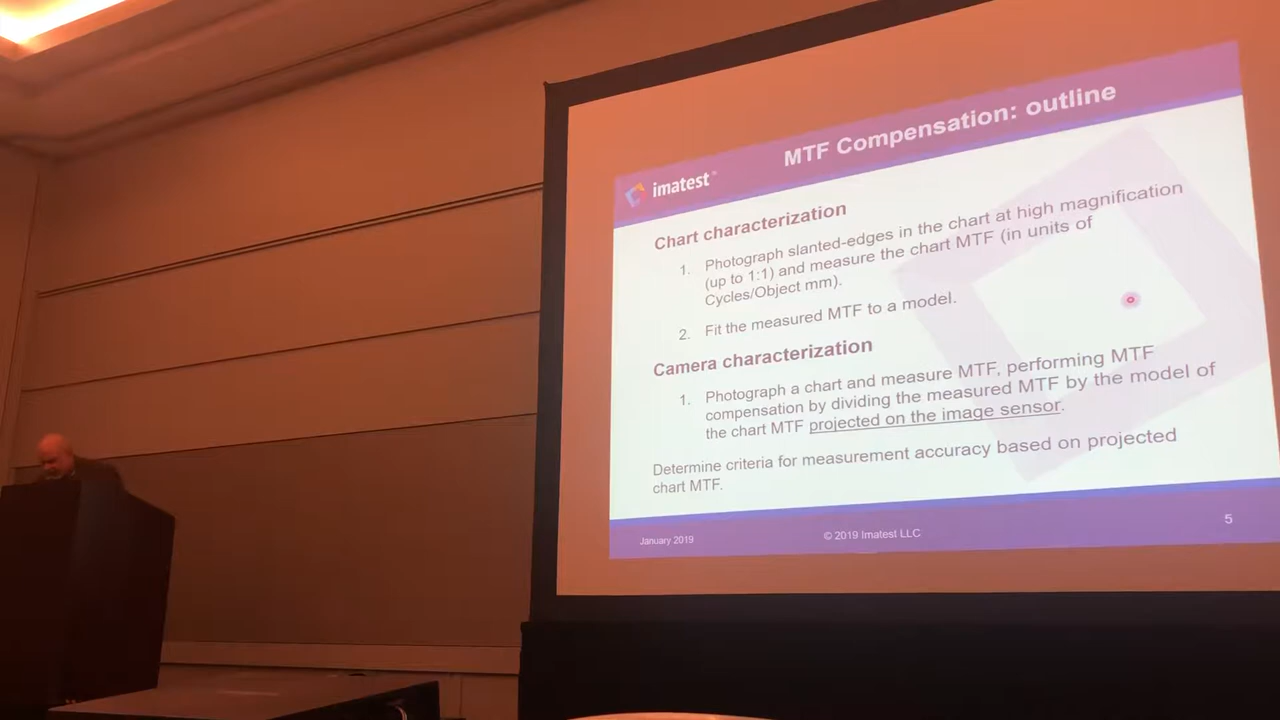 MTF Compensation: outline
imatest
Chart characterization
1. Photograph slanted-edges in the chart at high magnification
(up to 1:1) and measure the chart MTF (in units of
Cycles/Object mm).
2. Fit the measured MTF to a model.
Camera characterization
1. Photograph a chart and measure MTF, performing MTF
compensation by dividing the measured MTF by the model of
the chart MTF projected on the image sensor.
Determine criteria for measurement accuracy based on projected
chart MTF.
January 2019
© 2019 Imatest LLC
5